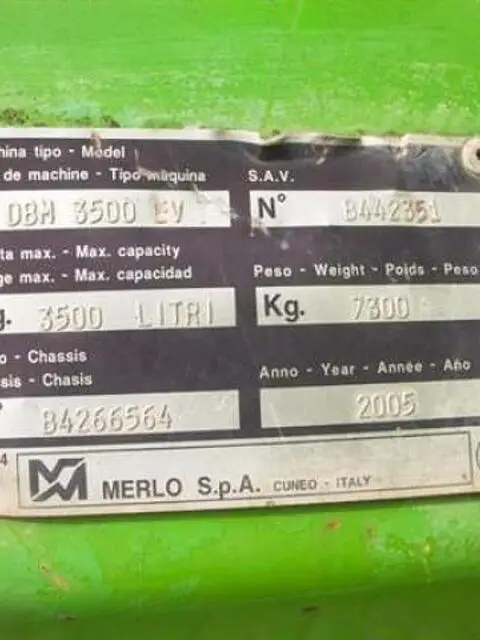 hina tipo - Model
de machine - Tipo maquina
S.A.V.
DBM 3500 EV
N° B442351
ta max. - Max. capacity
ge max. - Max. capacidad
Peso - Weight - Poids - Peso
g. 3500 LITRI
Kg. 7300
o - Chassis
sis - Chasis
Anno - Year - Année - Año
B4266564
2005
4
MERLO S.p.A. CUNEO - ITALY